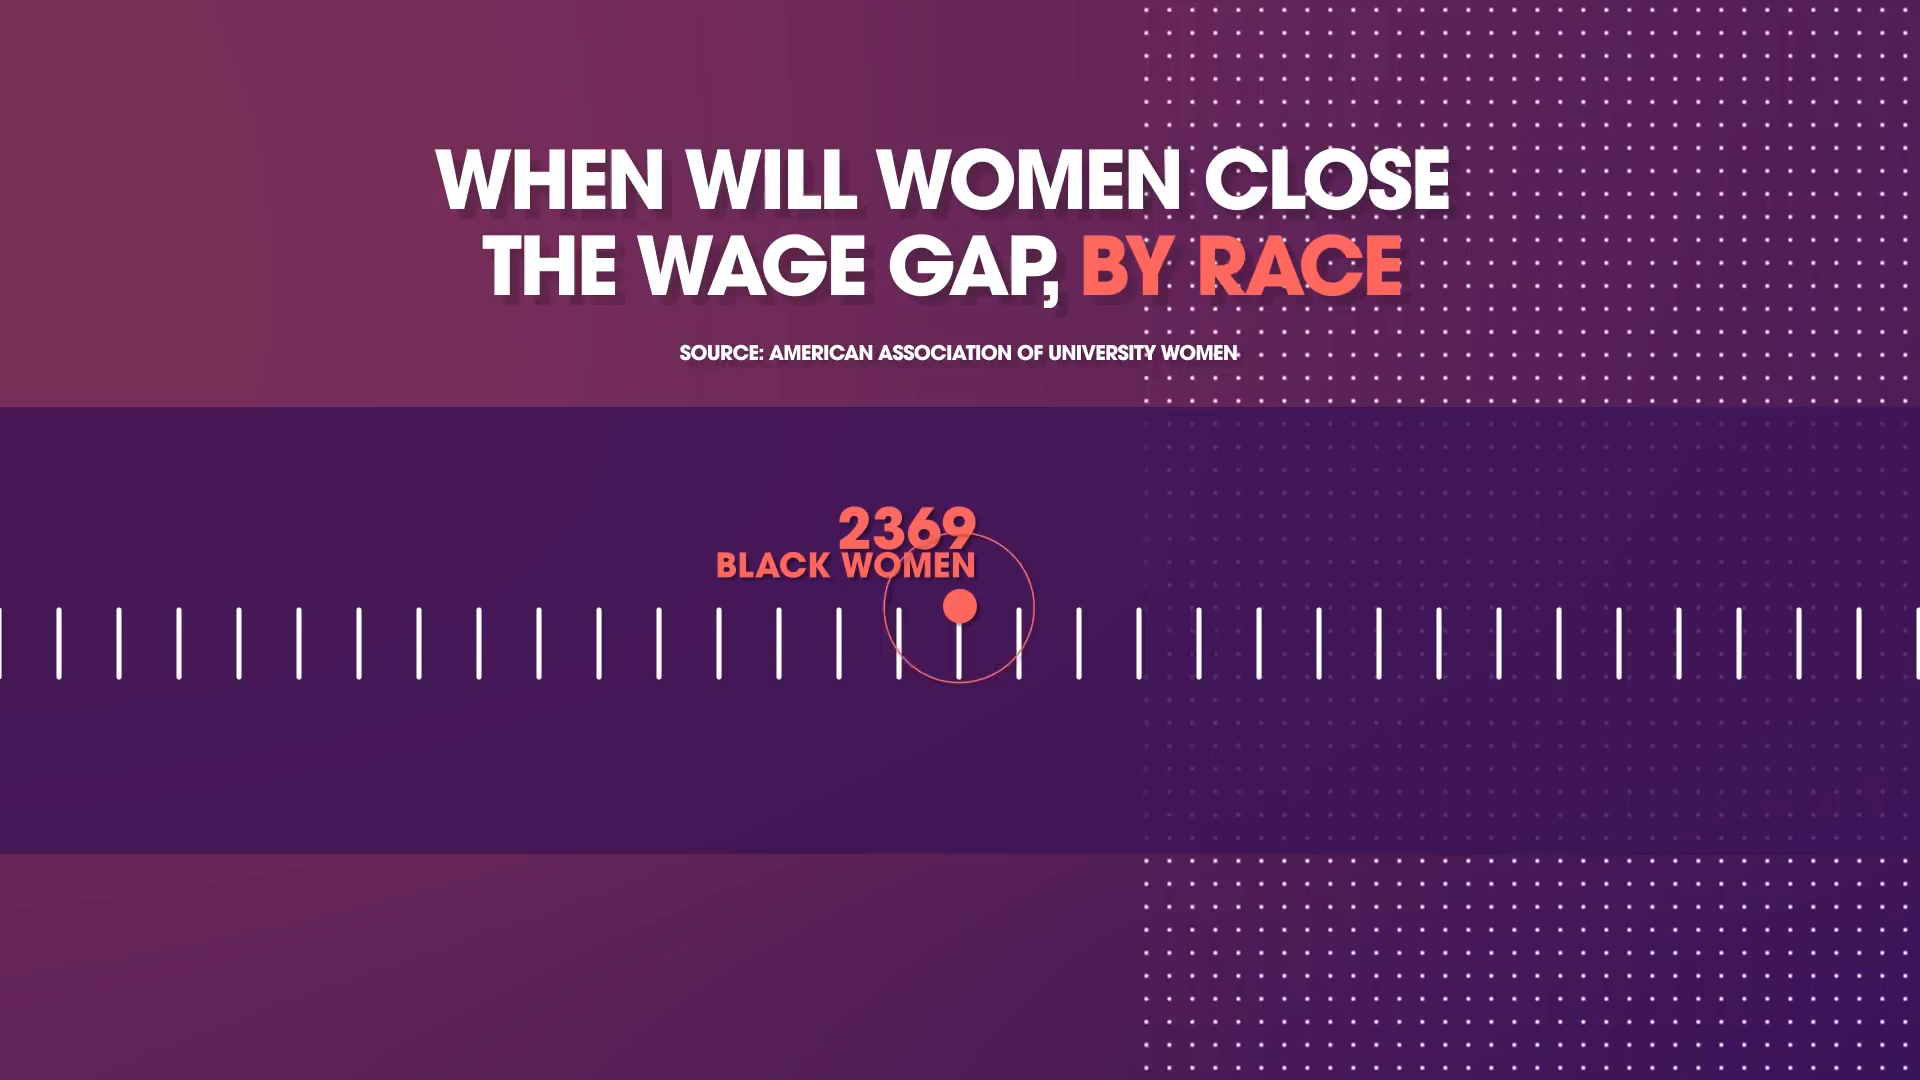 WHEN WILL WOMEN CLOSE
THE WAGE GAP, BY RACE
SOURCE: AMERICAN ASSOCIATION OF UNIVERSITY WOMEN
2369
BLACK WOMEN